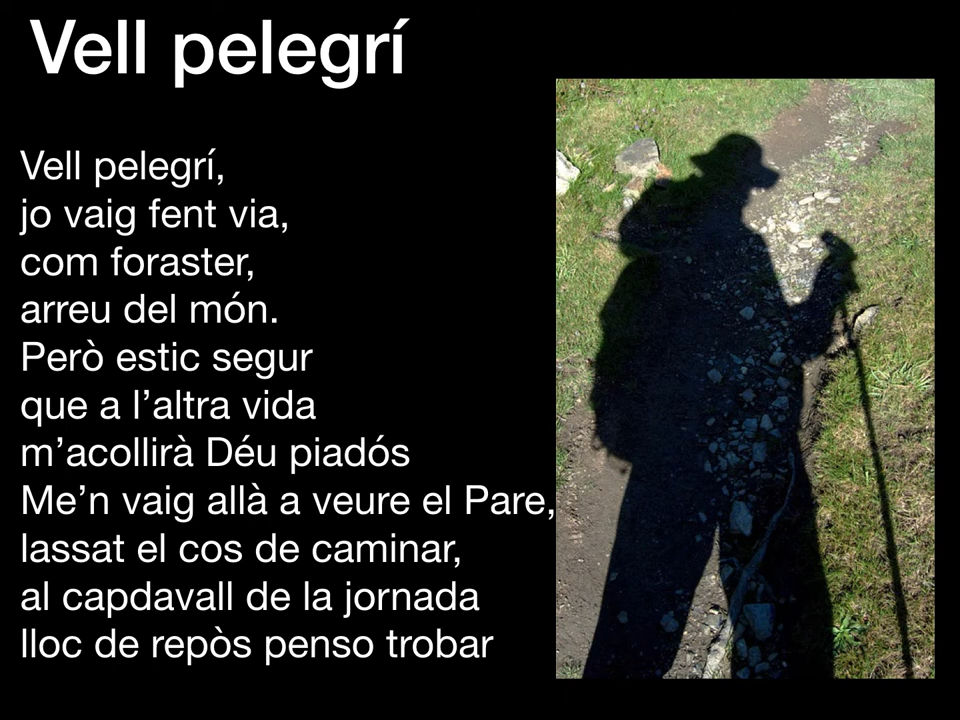 Vell pelegrí
Vell pelegrí,
jo vaig fent via,
com foraster,
arreu del món.
Però estic segur
que a l’altra vida
m’acollirà Déu piadós
Me’n vaig allà a veure el Pare,
lassat el cos de caminar,
al capdavall de la jornada
lloc de repòs penso trobar